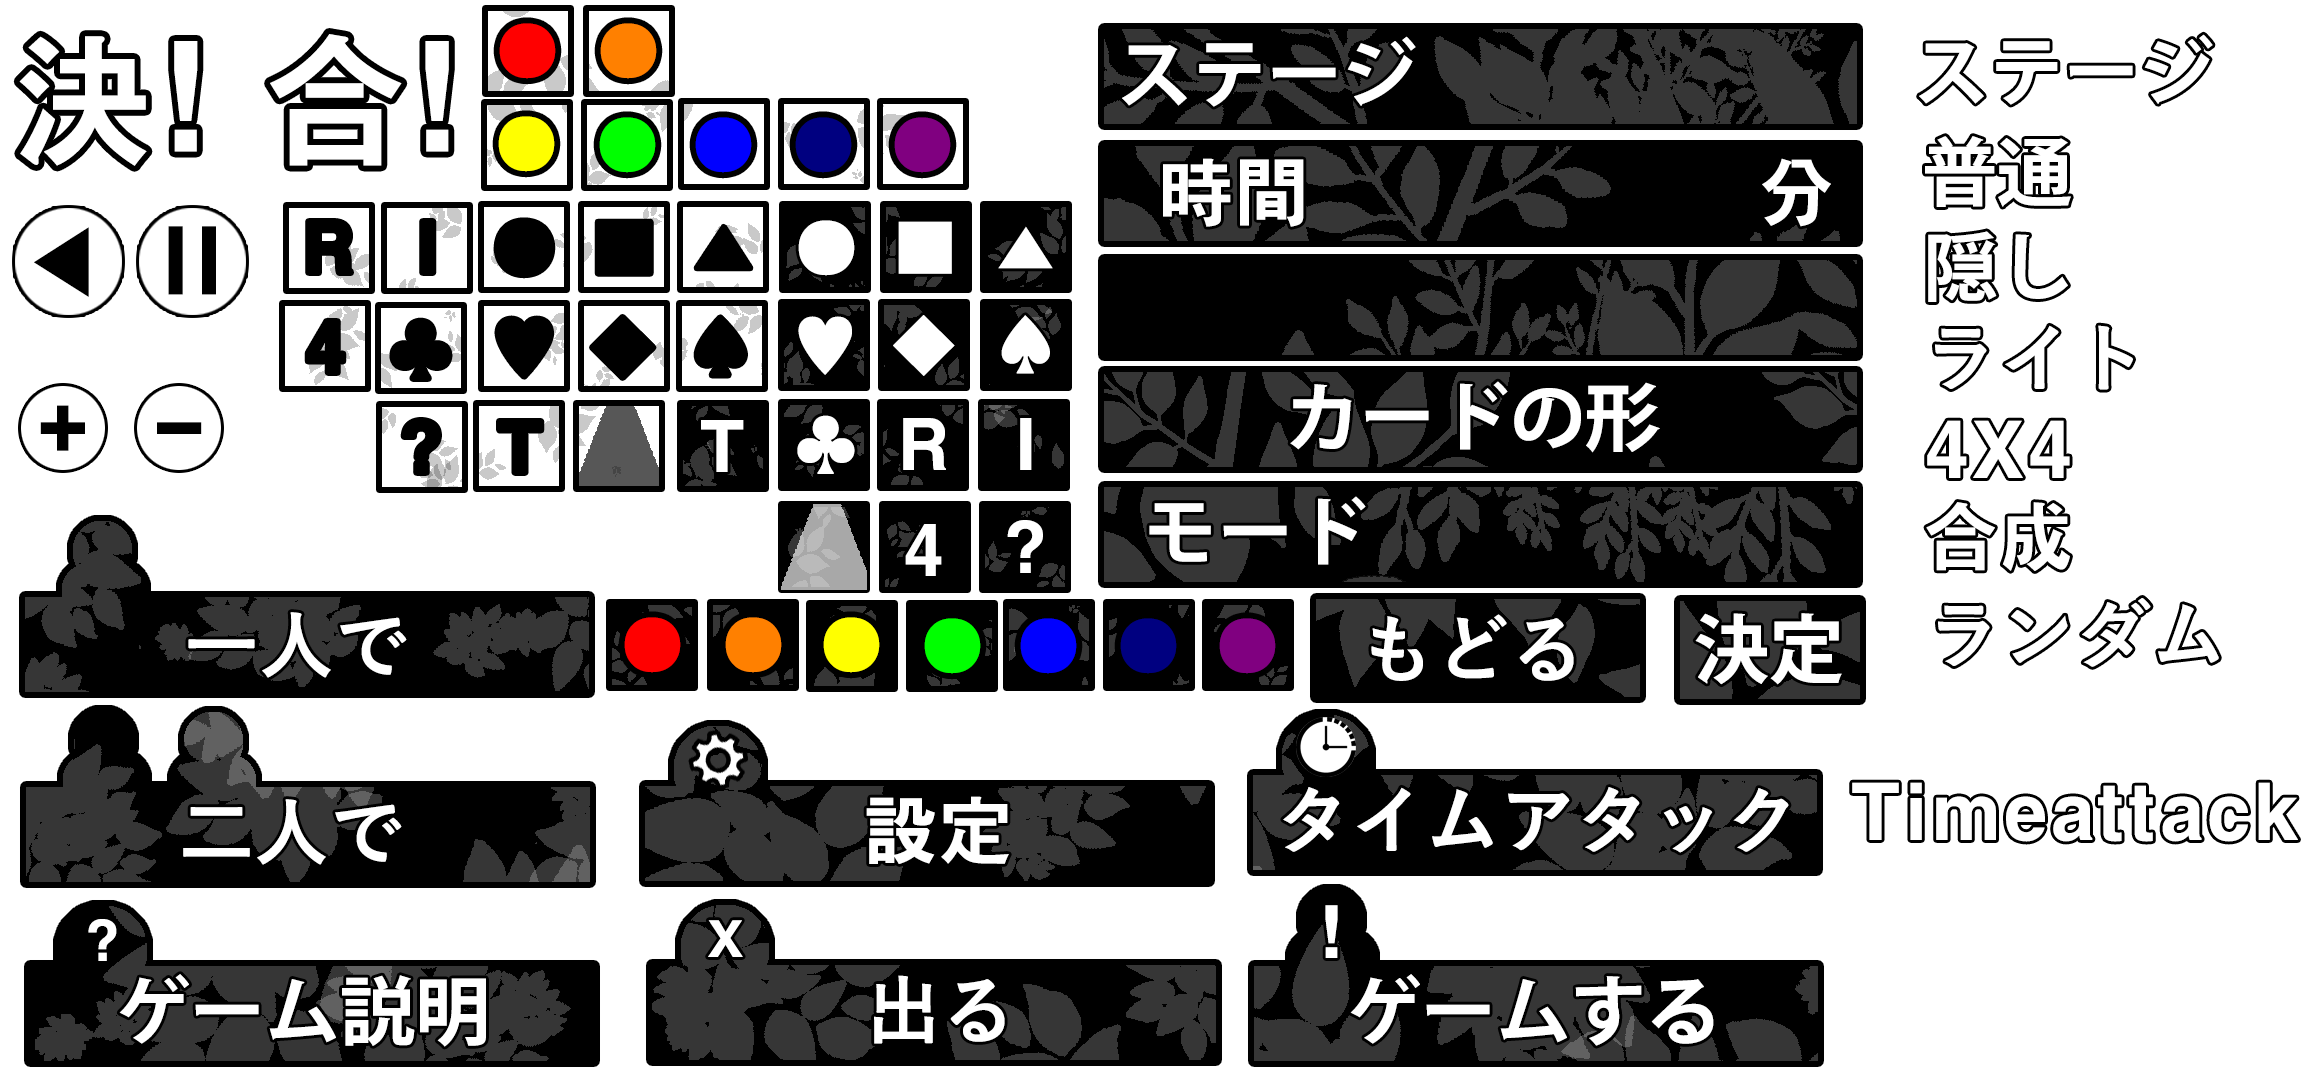 決! 合!
ステージ
ステージ
時間 分
普通
R I
隠し
4
ライト
カードの形
? T T R I
4X4
モード
4 ?
合成
一人で
もどる
決定
ランダム
二人で
設定
タイムアタック
Timeattack
?
ゲーム説明
X
出る
!
ゲームする